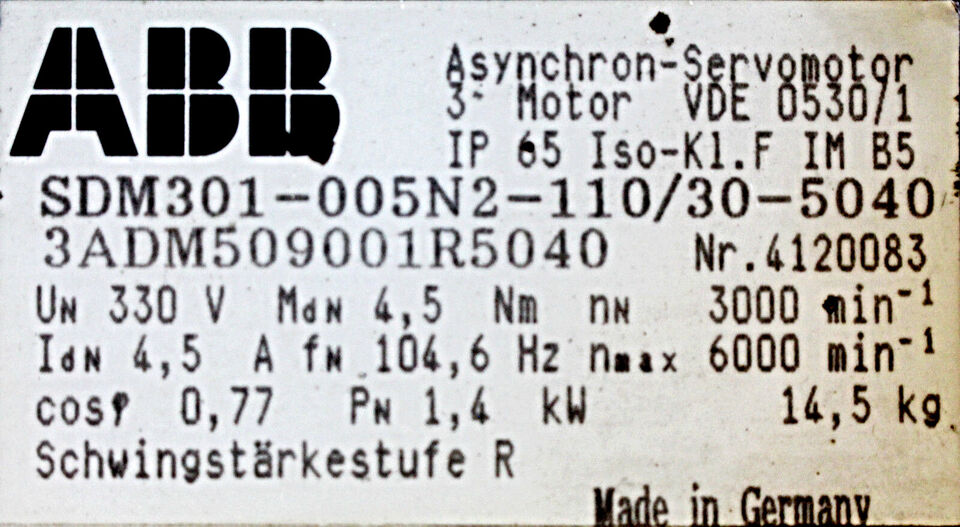 ABB
Asynchron-Servomotor
3~ Motor VDE 0530/1
IP 65 Iso-Kl.F IM B5
SDM301-005N2-110/30-5040
3ADM509001R5040 Nr.4120083
UN 330 V MdN 4,5 Nm nN 3000 min⁻¹
IdN 4,5 A fN 104,6 Hz nmax 6000 min⁻¹
cosφ 0,77 PN 1,4 kW 14,5 kg
Schwingstärkestufe R
Made in Germany